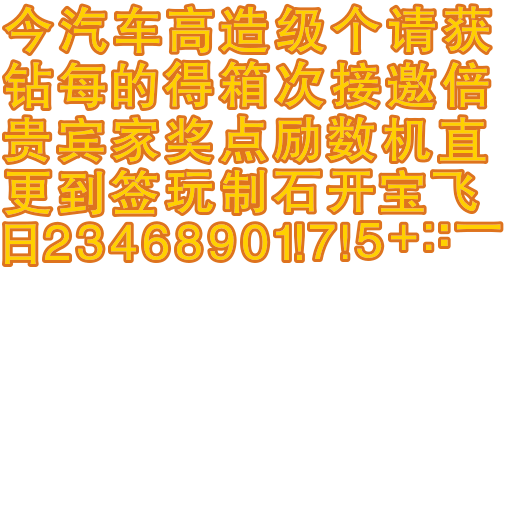 今汽车高造级个请获
钻每的得箱次接邀倍
贵宾家奖点励数机直
更到签玩制石开宝飞
日23468901!7!5+::一